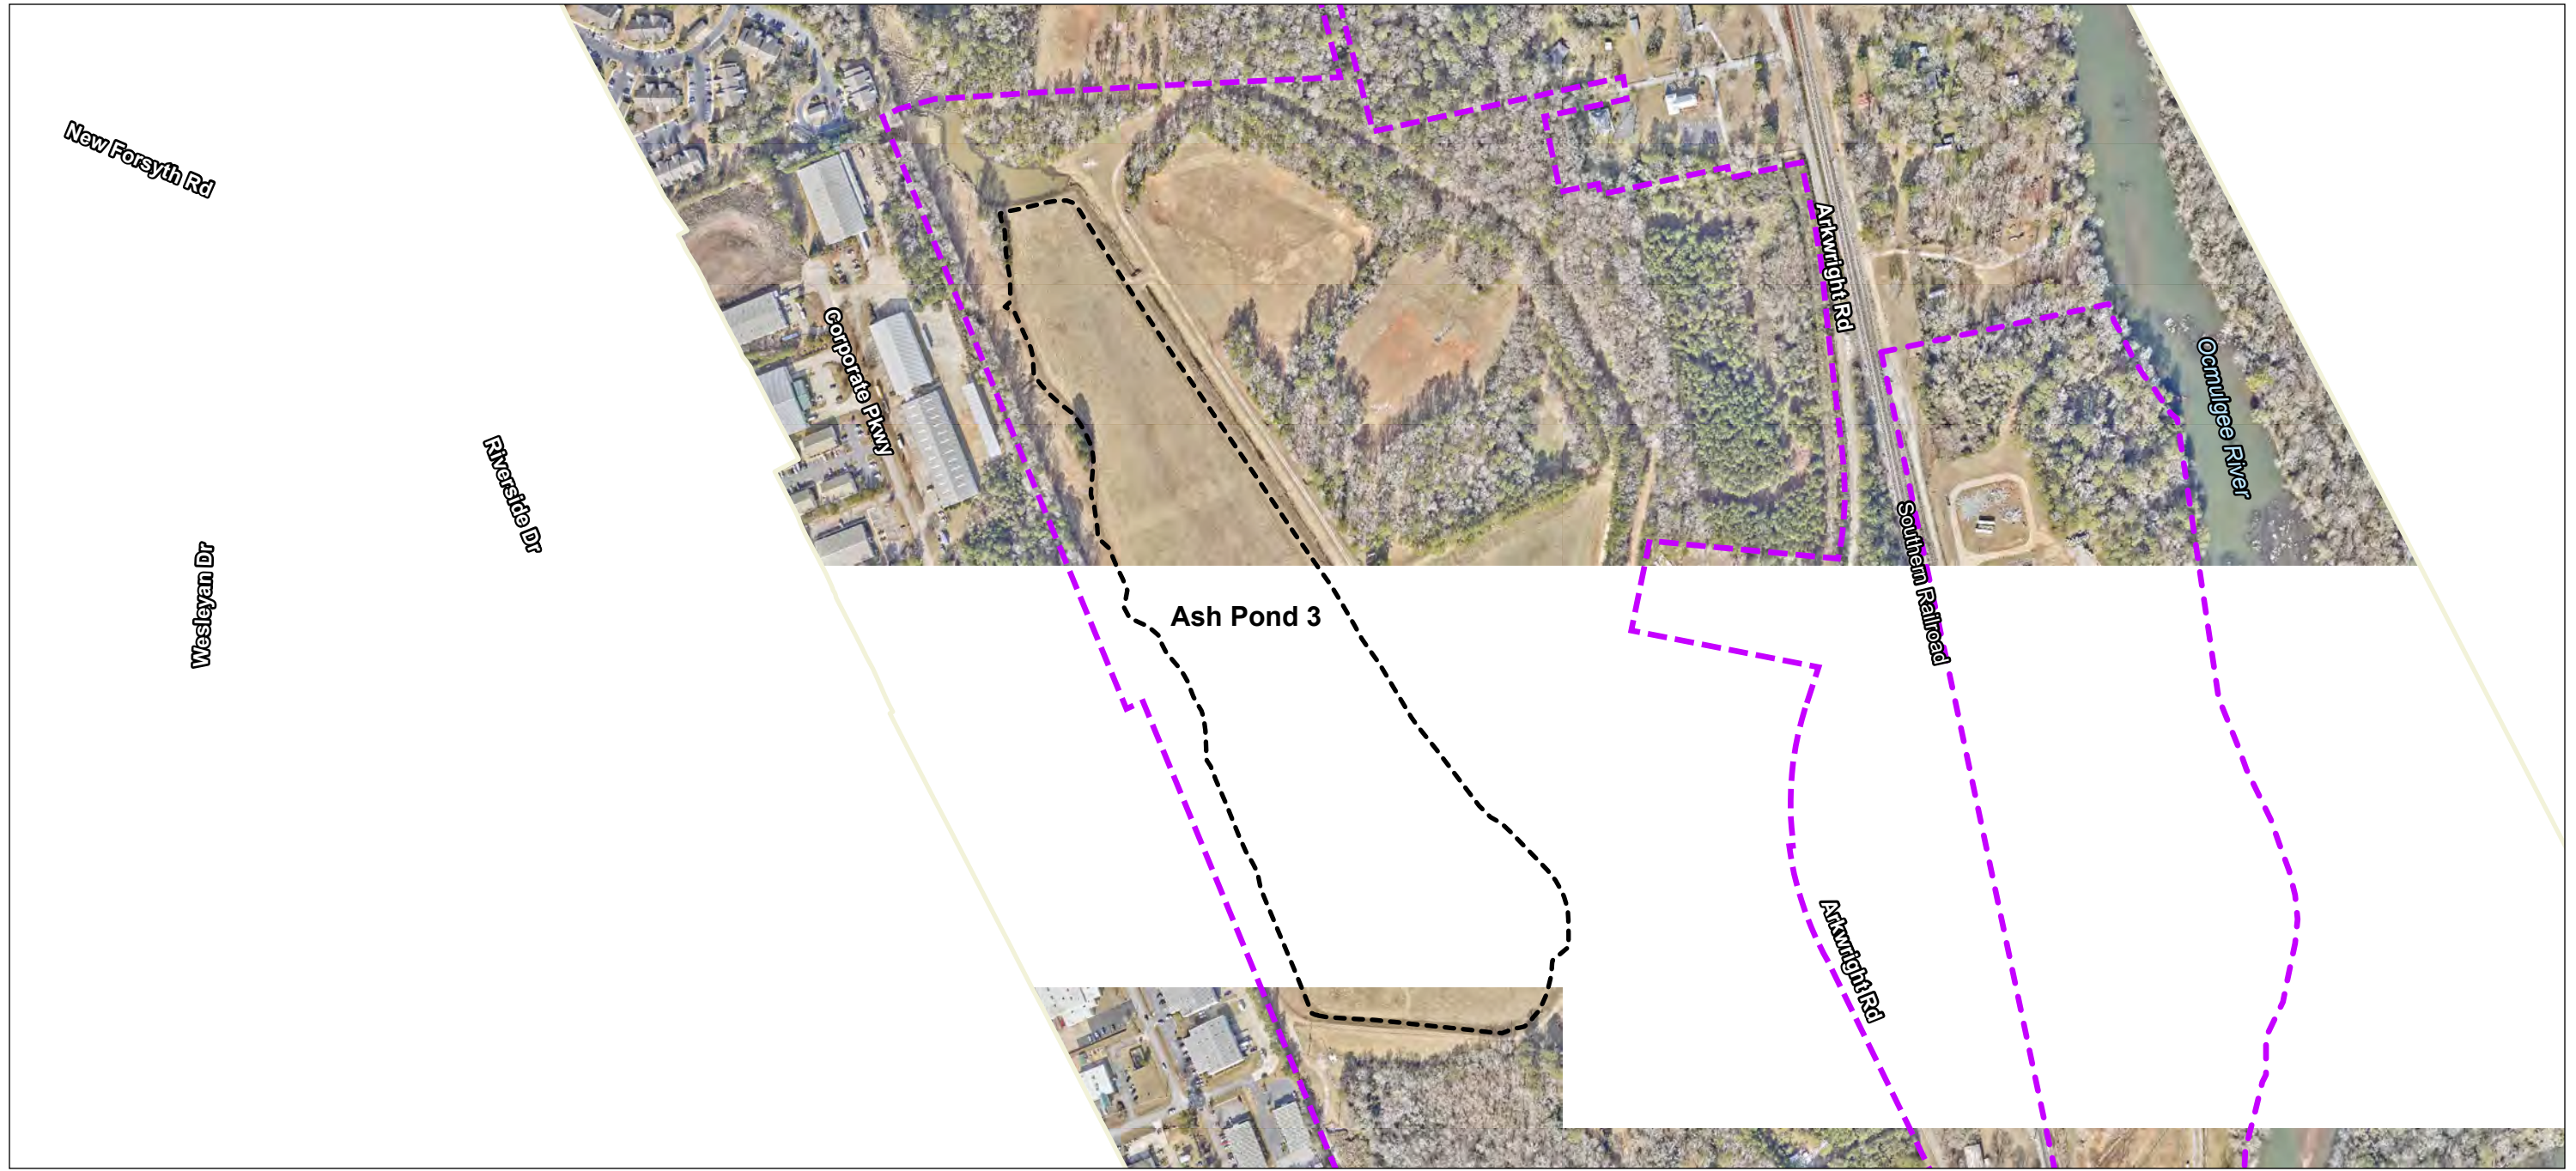 New Forsyth Rd
Arkwright Rd
Corporate Pkwy
Ocmulgee River
Riverside Dr
Southern Railroad
Wesleyan Dr
Ash Pond 3
Arkwright Rd